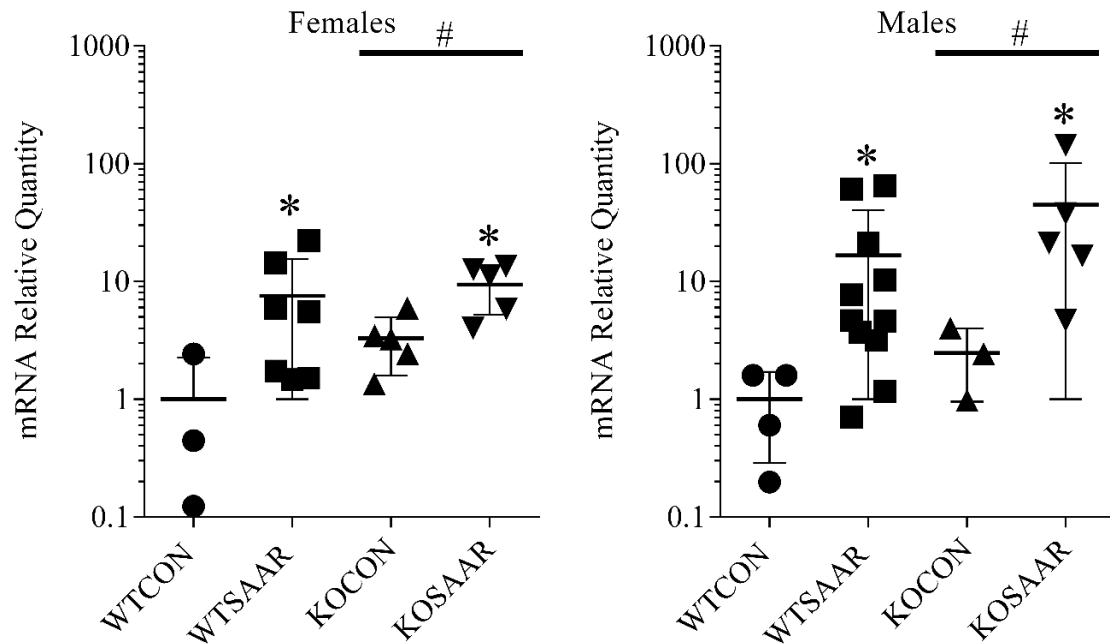 Females
#
1000
100
10
1
0.1
mRNA Relative Quantity
*
*
WTCON
WTSAAR
KOCON
KOSAAR
Males
#
1000
100
10
1
0.1
mRNA Relative Quantity
*
*
WTCON
WTSAAR
KOCON
KOSAAR